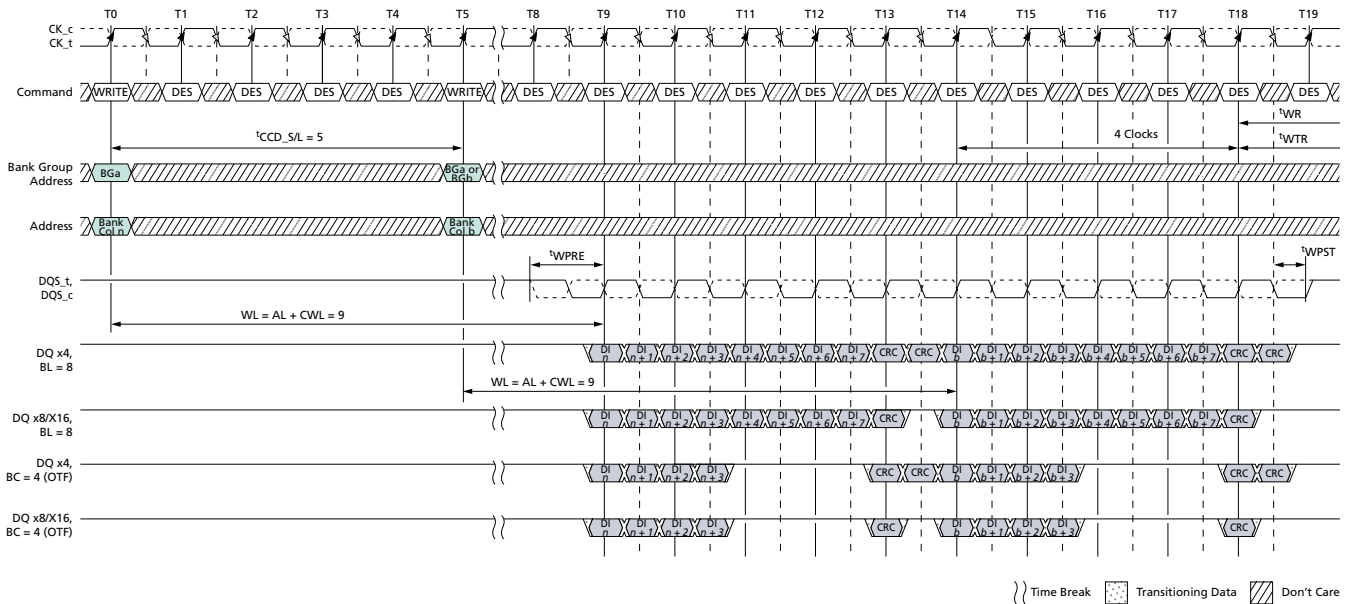 T0 T1 T2 T3 T4 T5 T8 T9 T10 T11 T12 T13 T14 T15 T16 T17 T18 T19
CK_c
CK_t
Command WRITE DES DES DES DES WRITE DES DES DES DES DES DES DES DES DES DES DES DES
tWR
tCCD_S/L = 5 4 Clocks tWTR
Bank Group
Address BGa BGa or
BGb
Address Bank
Col n Bank
Col b
tWPRE tWPST
DQS_t,
DQS_c
WL = AL + CWL = 9
DQ x4,
BL = 8 DI
n DI
n + 1 DI
n + 2 DI
n + 3 DI
n + 4 DI
n + 5 DI
n + 6 DI
n + 7 CRC CRC DI
b DI
b + 1 DI
b + 2 DI
b + 3 DI
b + 4 DI
b + 5 DI
b + 6 DI
b + 7 CRC CRC
WL = AL + CWL = 9
DQ x8/X16,
BL = 8 DI
n DI
n + 1 DI
n + 2 DI
n + 3 DI
n + 4 DI
n + 5 DI
n + 6 DI
n + 7 CRC DI
b DI
b + 1 DI
b + 2 DI
b + 3 DI
b + 4 DI
b + 5 DI
b + 6 DI
b + 7 CRC
DQ x4,
BC = 4 (OTF) DI
n DI
n + 1 DI
n + 2 DI
n + 3 CRC CRC DI
b DI
b + 1 DI
b + 2 DI
b + 3 CRC CRC
DQ x8/X16,
BC = 4 (OTF) DI
n DI
n + 1 DI
n + 2 DI
n + 3 CRC DI
b DI
b + 1 DI
b + 2 DI
b + 3 CRC
Time Break Transitioning Data Don't Care